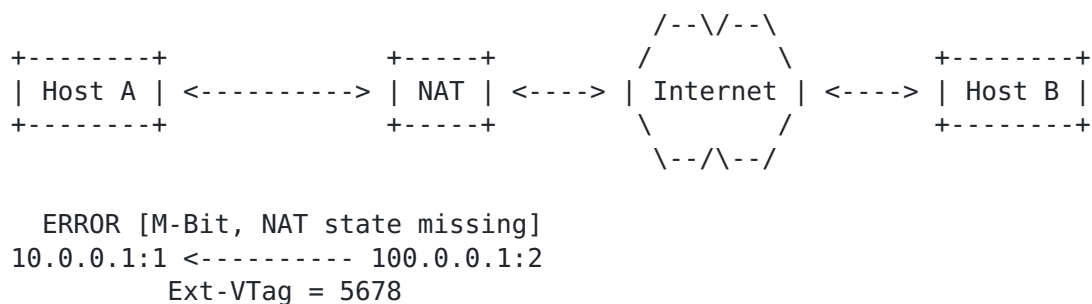 /--\/--\
+--------+ +-----+ / \ +--------+
| Host A | <----------> | NAT | <----> | Internet | <----> | Host B |
+--------+ +-----+ \ / +--------+
\--/\--/
ERROR [M-Bit, NAT state missing]
10.0.0.1:1 <---------- 100.0.0.1:2
Ext-VTag = 5678